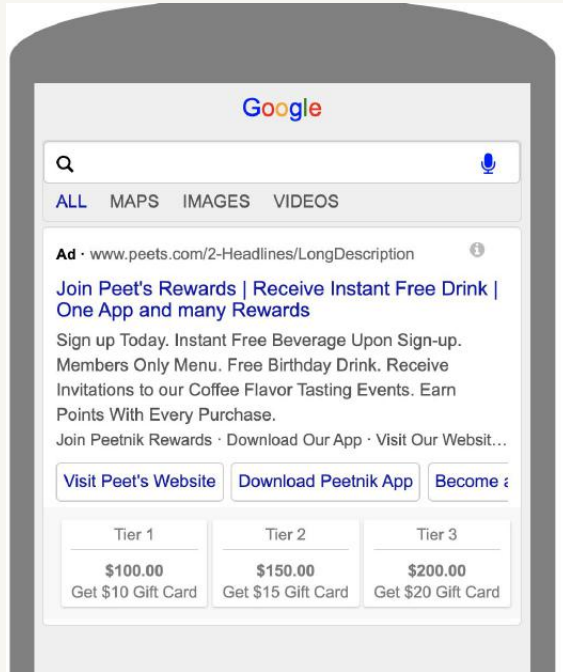 Google
ALL MAPS IMAGES VIDEOS
Ad · www.peets.com/2-Headlines/LongDescription
Join Peet's Rewards | Receive Instant Free Drink |
One App and many Rewards
Sign up Today. Instant Free Beverage Upon Sign-up.
Members Only Menu. Free Birthday Drink. Receive
Invitations to our Coffee Flavor Tasting Events. Earn
Points With Every Purchase.
Join Peetnik Rewards · Download Our App · Visit Our Websit...
Visit Peet's Website Download Peetnik App Become a
Tier 1 Tier 2 Tier 3
$100.00 $150.00 $200.00
Get $10 Gift Card Get $15 Gift Card Get $20 Gift Card